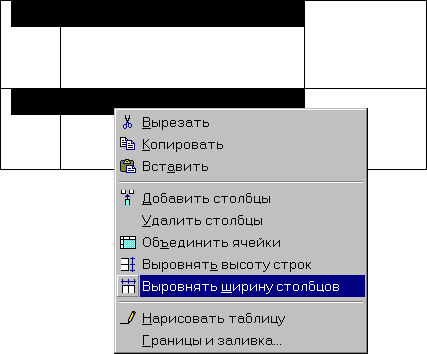 Вырезать
Копировать
Вставить
Добавить столбцы
Удалить столбцы
Объединить ячейки
Выровнять высоту строк
Выровнять ширину столбцов
Нарисовать таблицу
Границы и заливка...